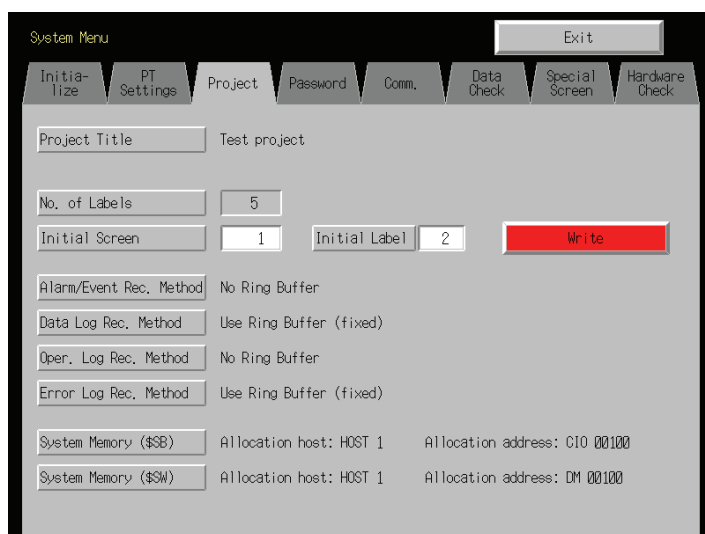 System Menu
Exit
Initia-
lize
PT
Settings
Project
Password
Comm.
Data
Check
Special
Screen
Hardware
Check
Project Title Test project
No. of Labels 5
Initial Screen 1 Initial Label 2 Write
Alarm/Event Rec. Method No Ring Buffer
Data Log Rec. Method Use Ring Buffer (fixed)
Oper. Log Rec. Method No Ring Buffer
Error Log Rec. Method Use Ring Buffer (fixed)
System Memory ($SB) Allocation host: HOST 1 Allocation address: CIO 00100
System Memory ($SW) Allocation host: HOST 1 Allocation address: DM 00100